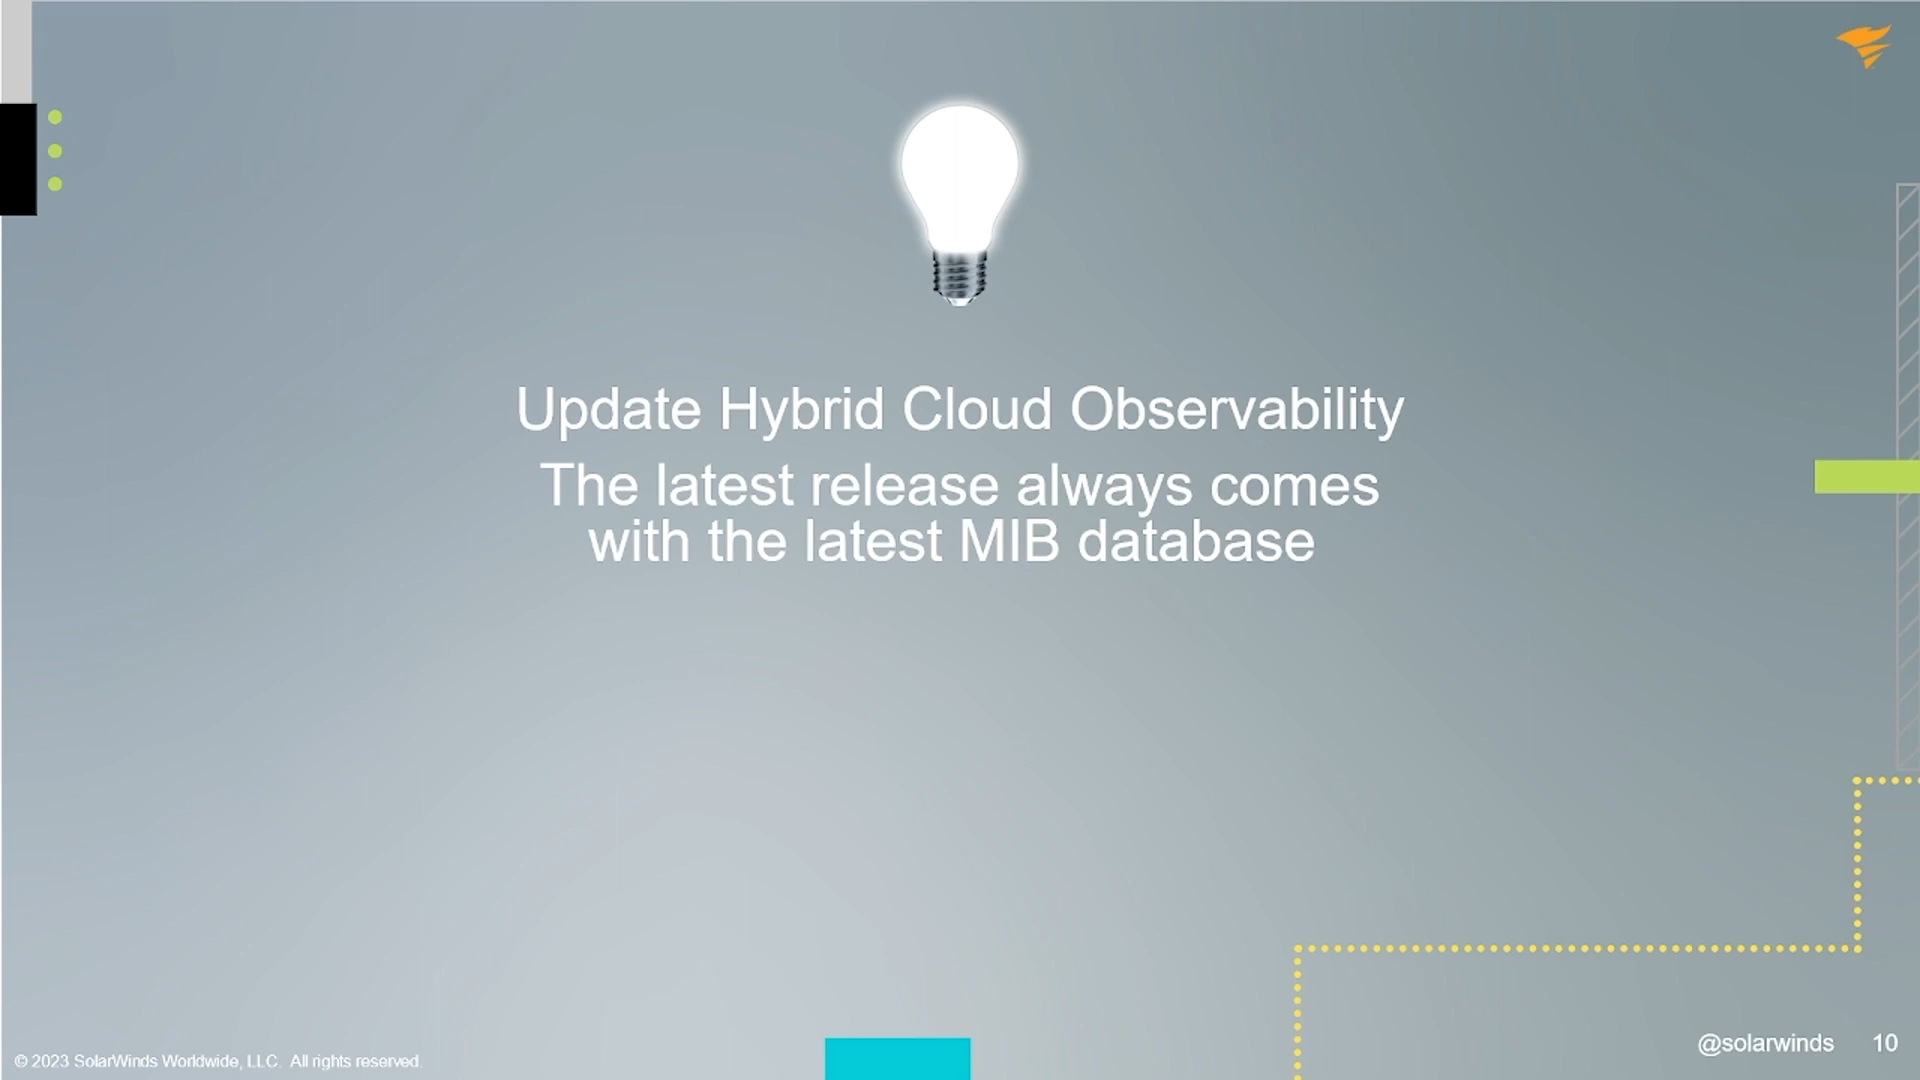 Update Hybrid Cloud Observability
The latest release always comes
with the latest MIB database
@solarwinds 10
© 2023 SolarWinds Worldwide, LLC. All rights reserved.